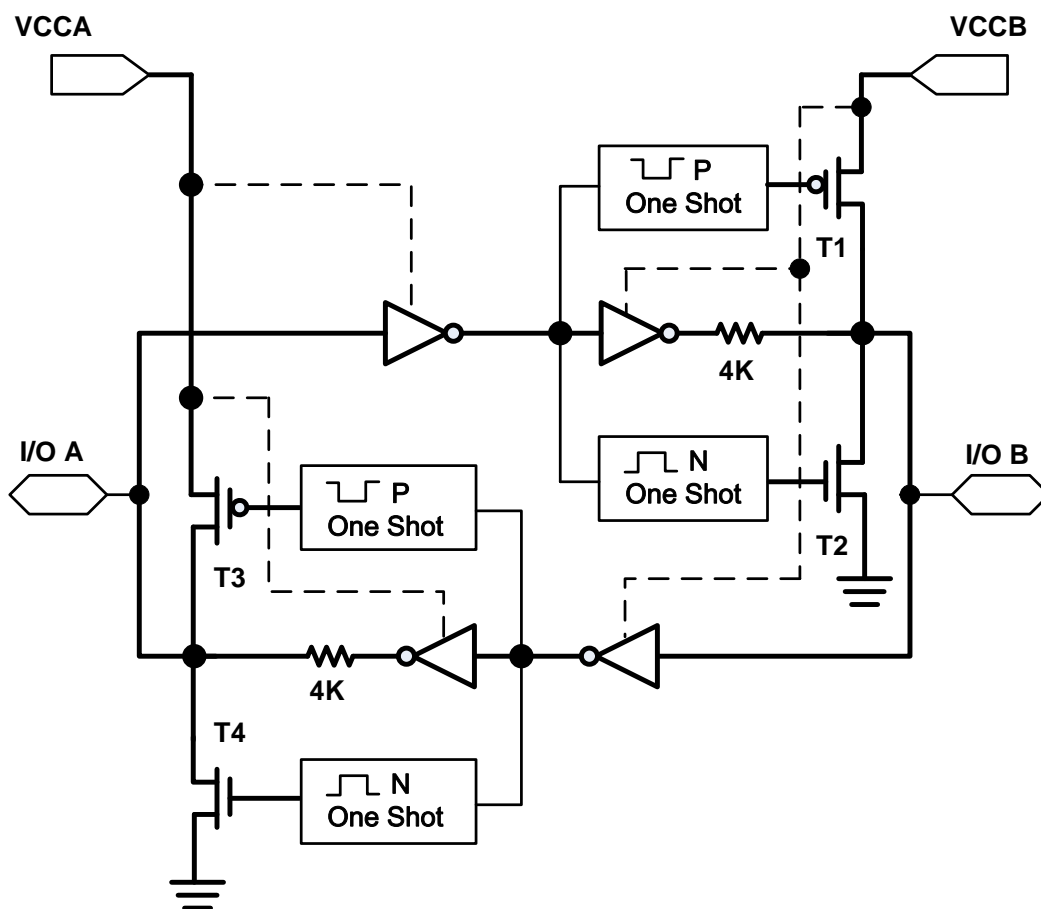 VCCA
VCCB
P
One Shot
T1
4K
N
One Shot
I/O A
I/O B
P
One Shot
T2
T3
4K
T4
N
One Shot